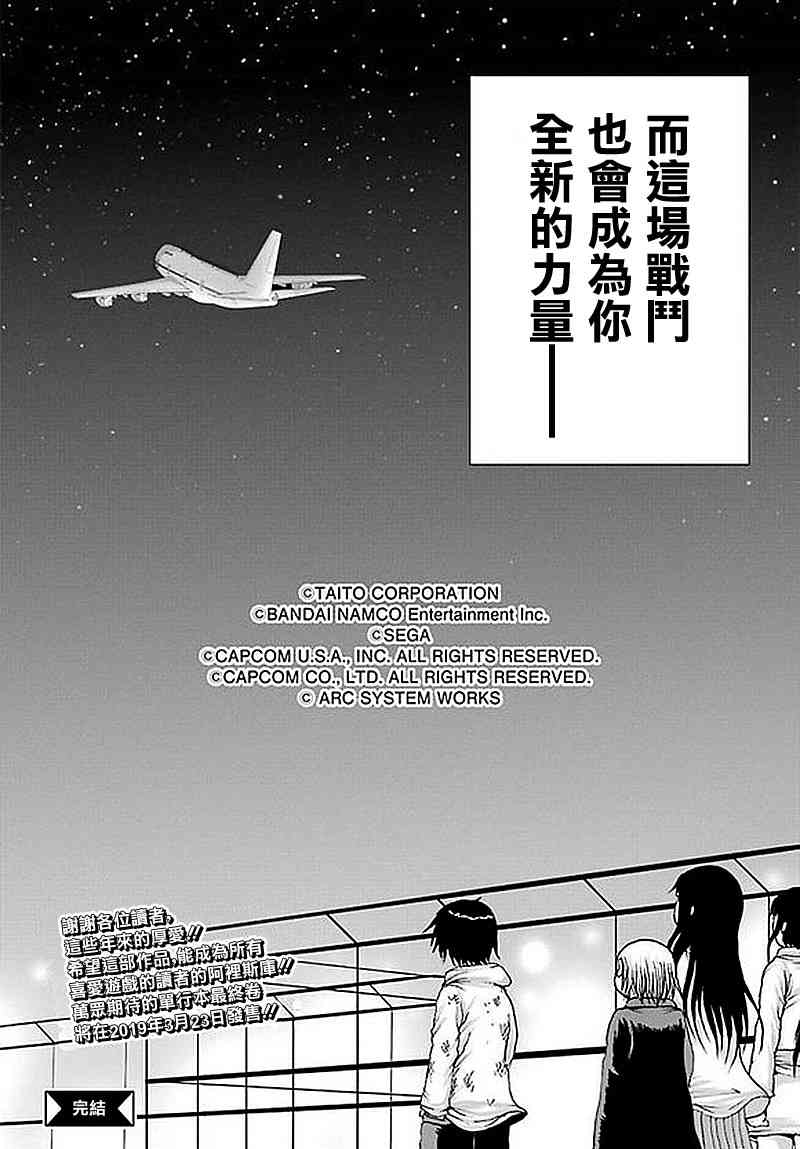 而這場戰鬥
也會成為你
全新的力量——
©TAITO CORPORATION
©BANDAI NAMCO Entertainment Inc.
©SEGA
©CAPCOM U.S.A., INC. ALL RIGHTS RESERVED.
©CAPCOM CO., LTD. ALL RIGHTS RESERVED.
© ARC SYSTEM WORKS
謝謝各位讀者,
這些年來的厚愛!!
希望這部作品,能成為所有
喜愛遊戲的讀者的阿裡斯庫!!
萬眾期待的單行本最終卷
將在2019年3月23日發售!!
完結